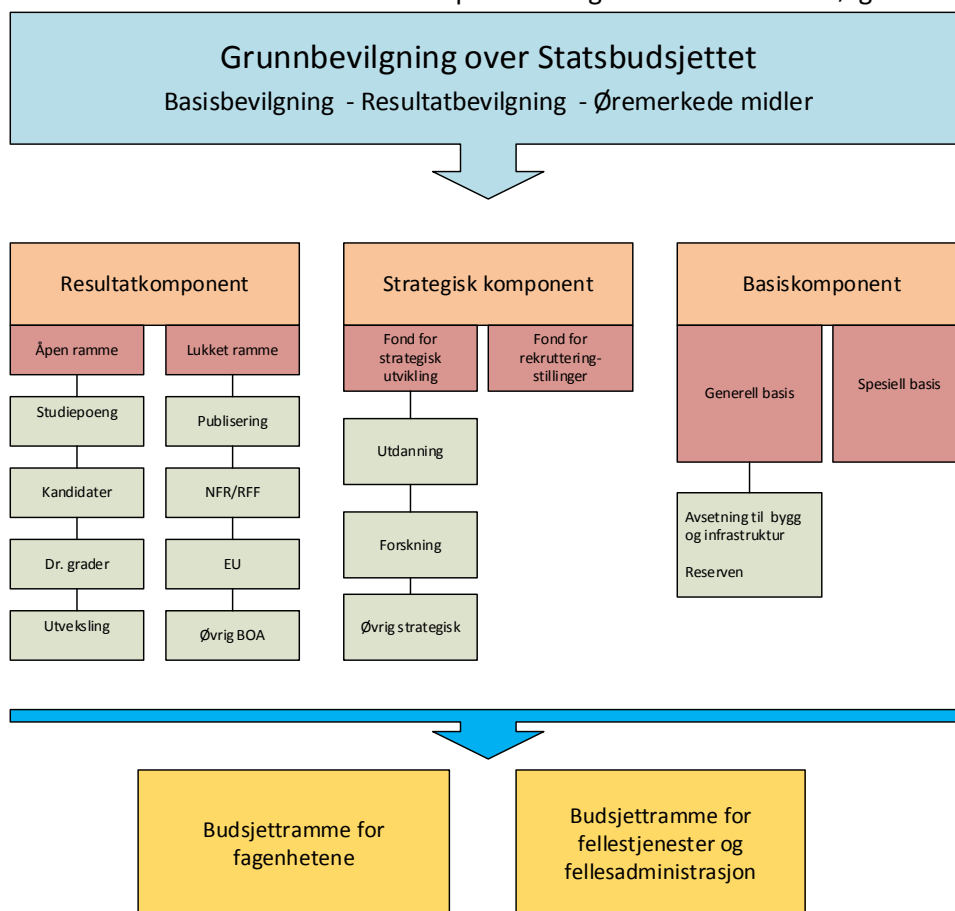 Grunnbevilgning over Statsbudsjettet
Basisbevilgning - Resultatbevilgning - Øremerkede midler
Resultatkomponent
Åpen ramme
Lukket ramme
Studiepoeng
Publisering
Kandidater
NFR/RFF
Dr. grader
EU
Utveksling
Øvrig BOA
Strategisk komponent
Fond for
strategisk
utvikling
Fond for
rekruttering-
stillinger
Utdanning
Forskning
Øvrig strategisk
Basiskomponent
Generell basis
Spesiell basis
Avsetning til bygg
og infrastruktur
Reserven
Budsjettramme for
fagenhetene
Budsjettramme for
fellestjenester og
fellesadministrasjon